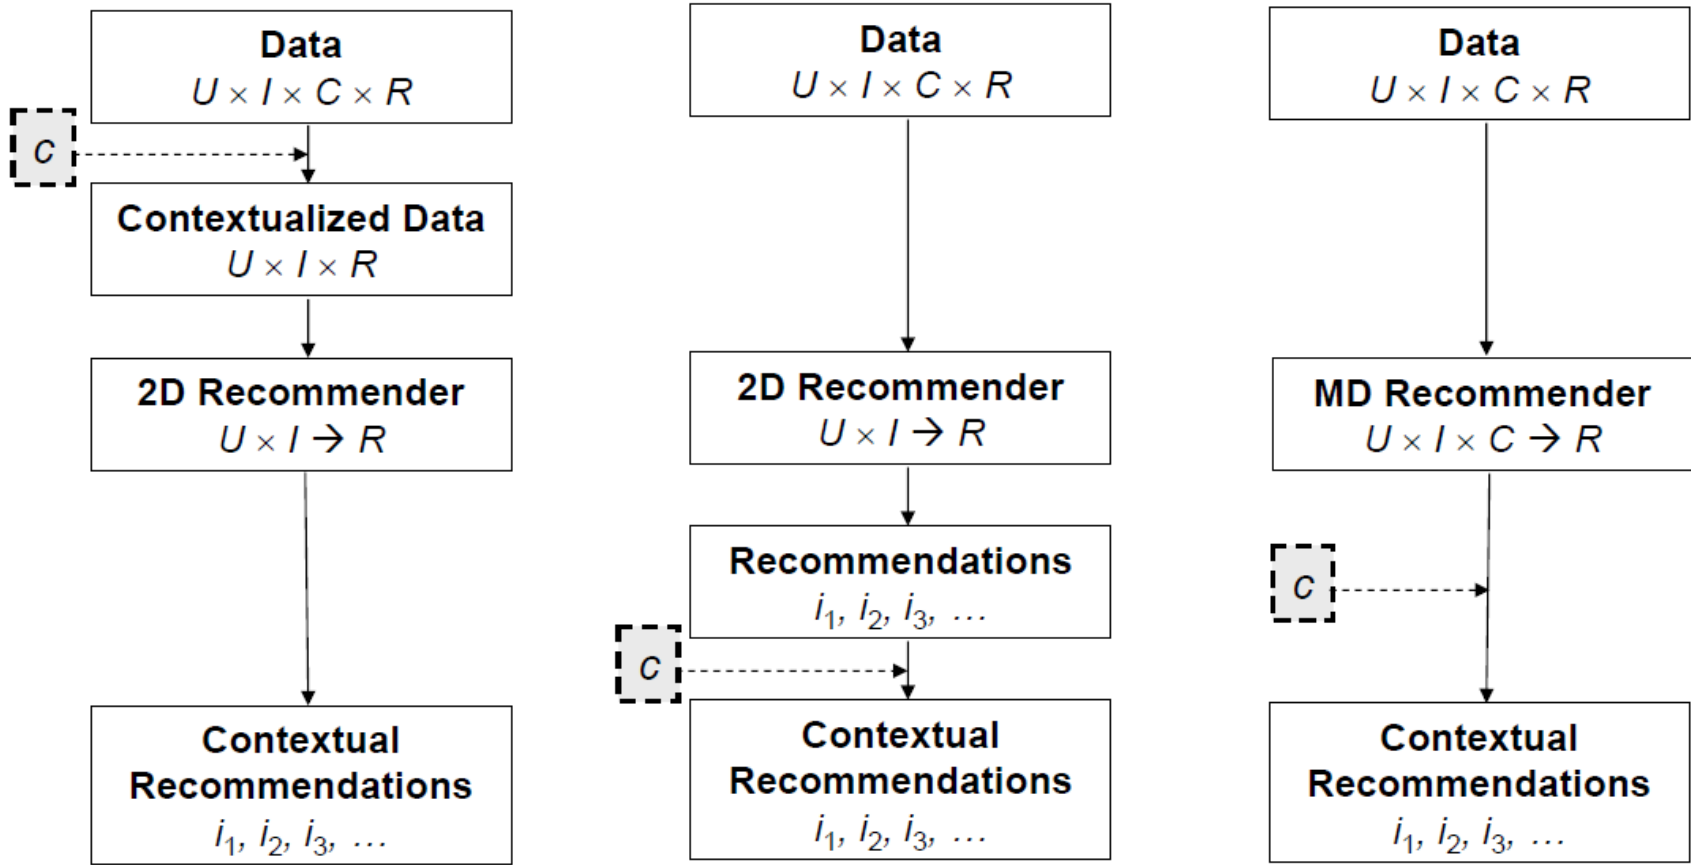 Data
U × I × C × R
c
Contextualized Data
U × I × R
2D Recommender
U × I → R
Contextual
Recommendations
i1, i2, i3, …
Data
U × I × C × R
2D Recommender
U × I → R
Recommendations
i1, i2, i3, …
c
Contextual
Recommendations
i1, i2, i3, …
Data
U × I × C × R
MD Recommender
U × I × C → R
c
Contextual
Recommendations
i1, i2, i3, …